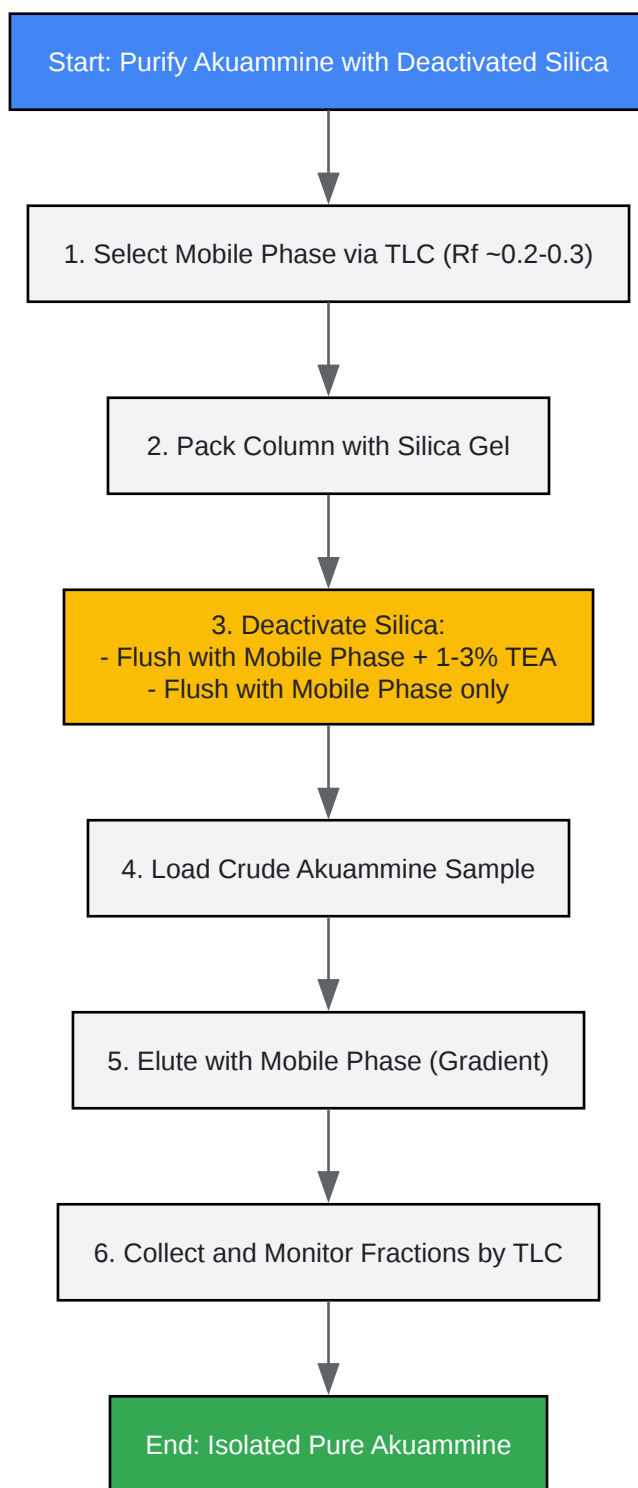 Start: Purify Akuammine with Deactivated Silica
1. Select Mobile Phase via TLC (Rf ~0.2-0.3)
2. Pack Column with Silica Gel
3. Deactivate Silica:
- Flush with Mobile Phase + 1-3% TEA
- Flush with Mobile Phase only
4. Load Crude Akuammine Sample
5. Elute with Mobile Phase (Gradient)
6. Collect and Monitor Fractions by TLC
End: Isolated Pure Akuammine